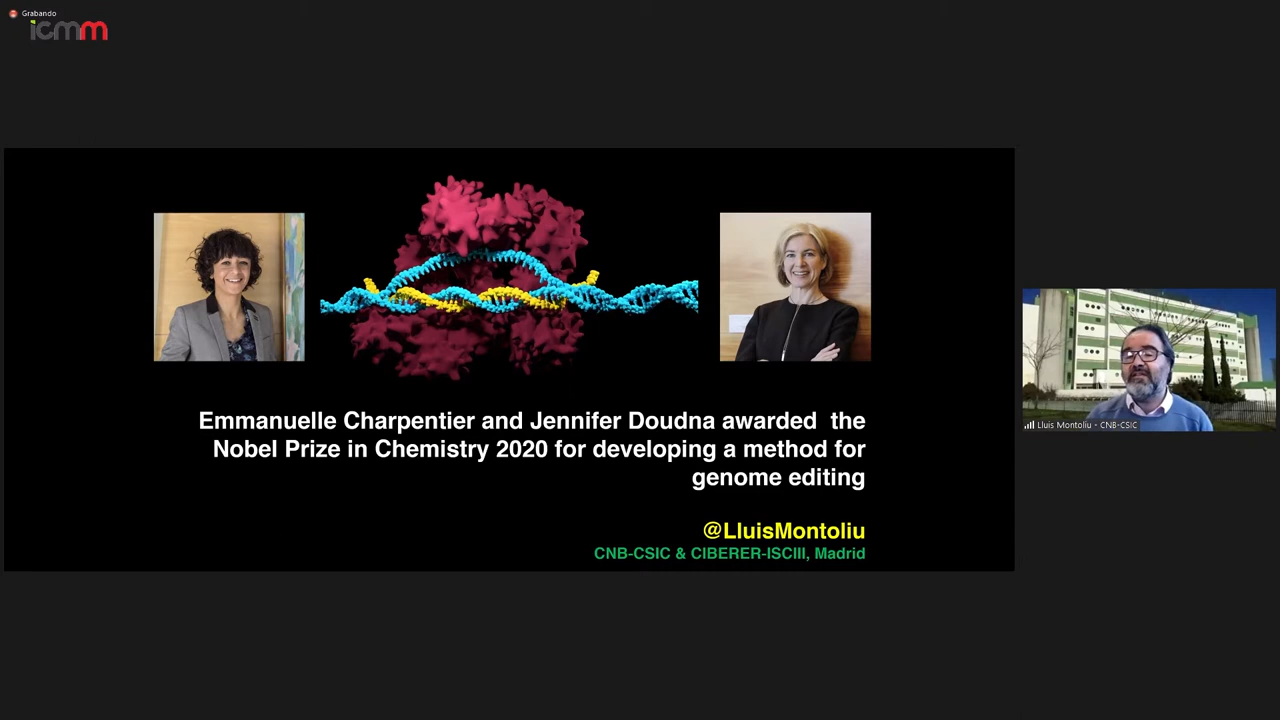 Grabando
icmm
Emmanuelle Charpentier and Jennifer Doudna awarded  the
Nobel Prize in Chemistry 2020 for developing a method for
genome editing
@LluisMontoliu
CNB-CSIC & CIBERER-ISCIII, Madrid
Lluis Montoliu - CNB-CSIC